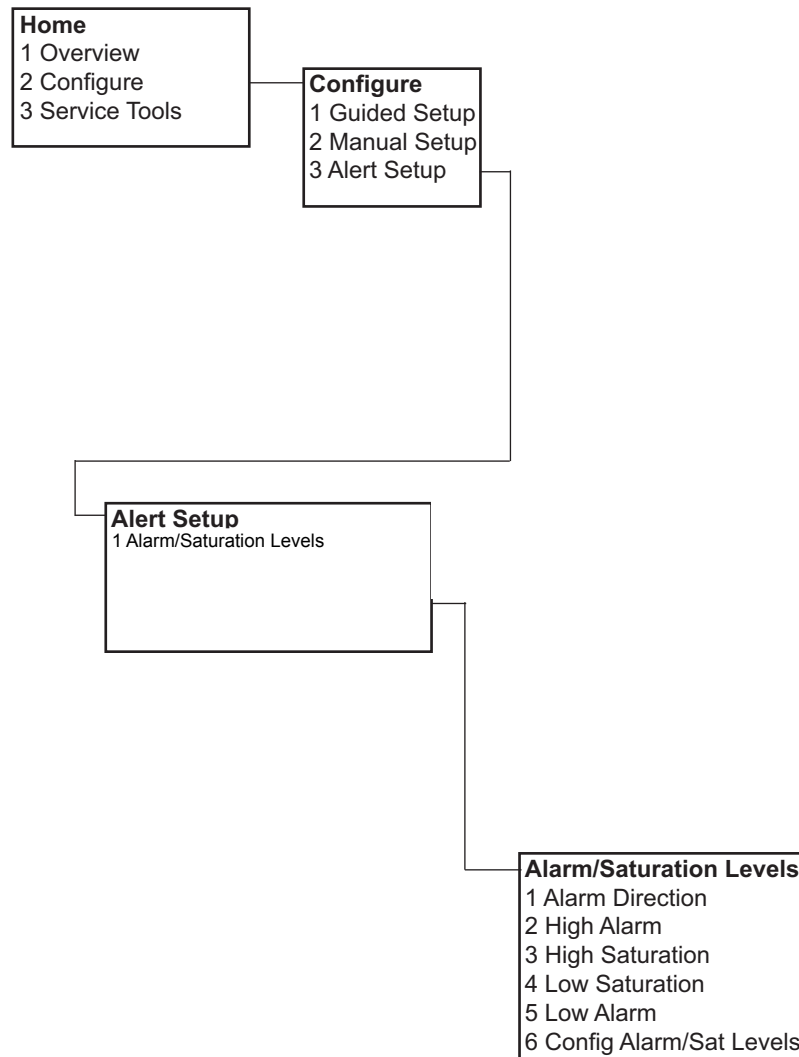 Home
1 Overview
2 Configure
3 Service Tools
Configure
1 Guided Setup
2 Manual Setup
3 Alert Setup
Alert Setup
1 Alarm/Saturation Levels
Alarm/Saturation Levels
1 Alarm Direction
2 High Alarm
3 High Saturation
4 Low Saturation
5 Low Alarm
6 Config Alarm/Sat Levels